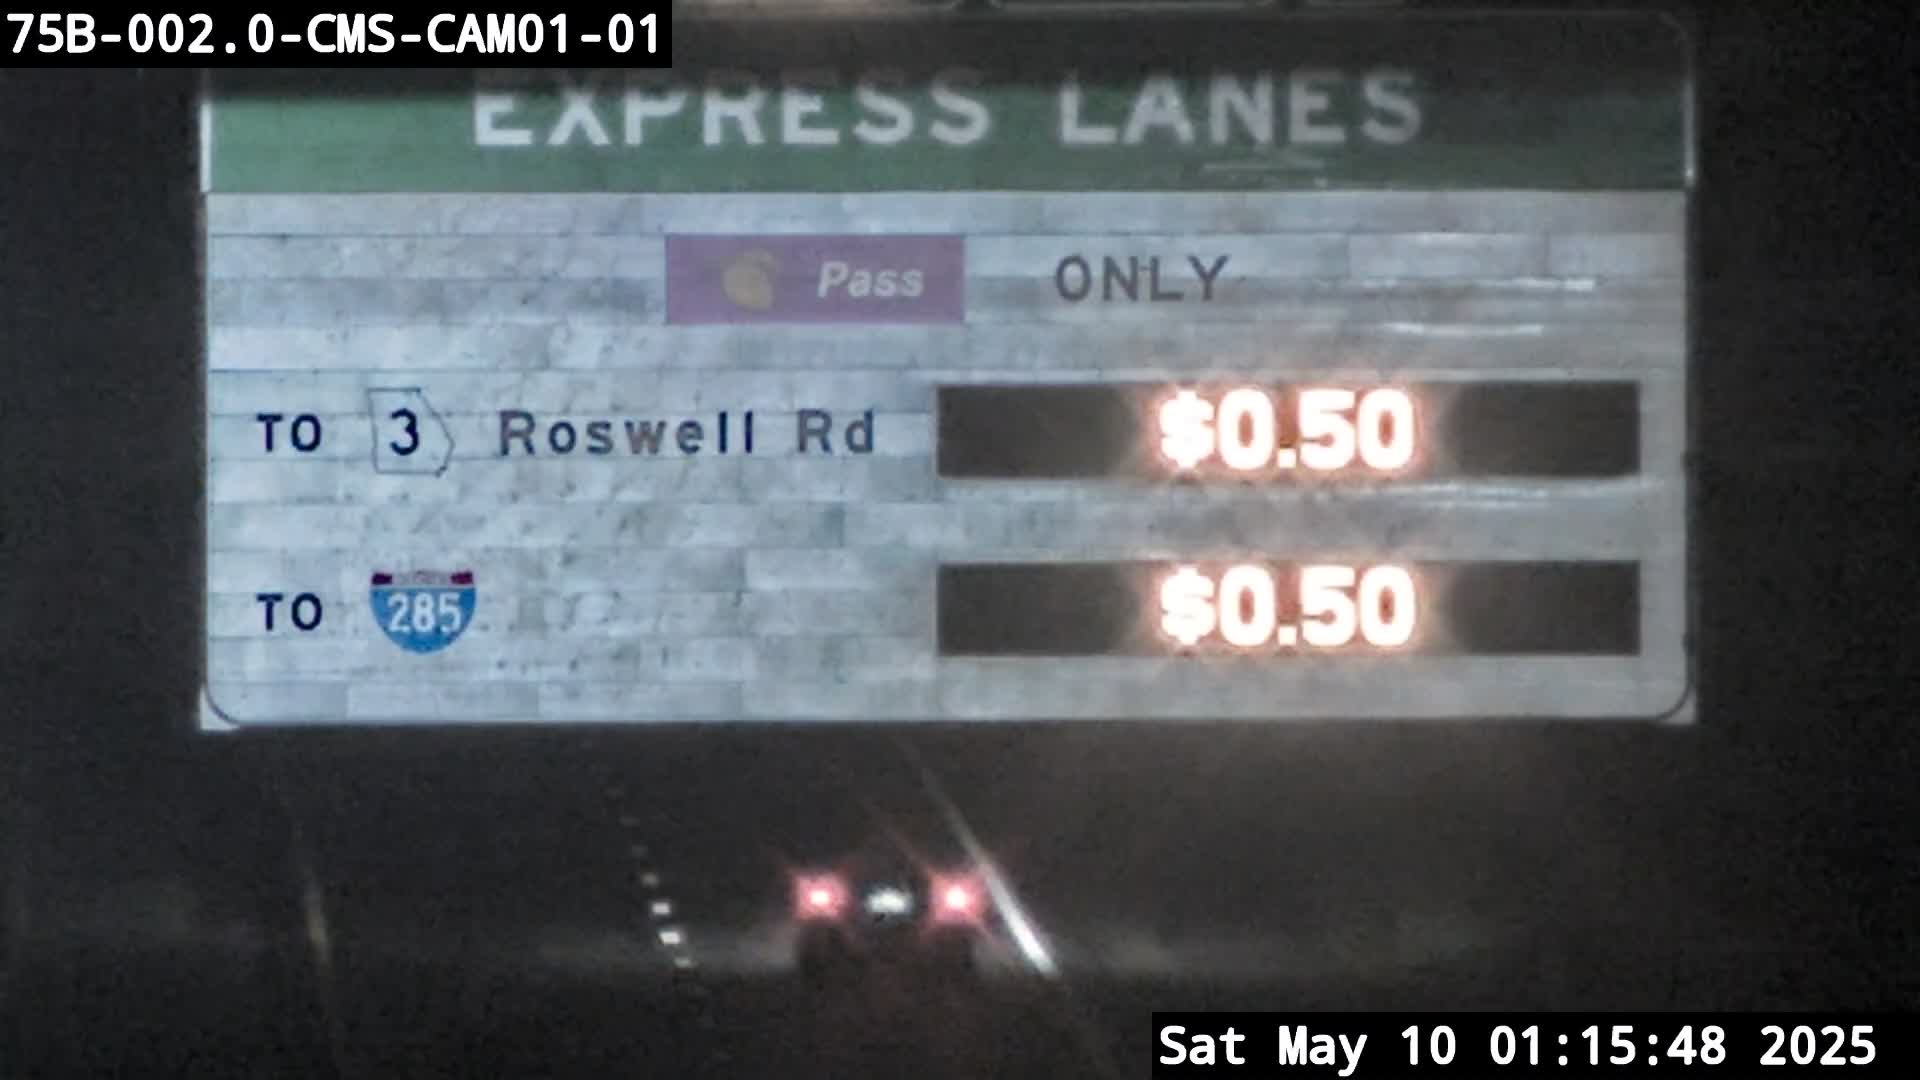 75B-002.0-CMS-CAM01-01
EXPRESS LANES
Pass ONLY
TO 3 Roswell Rd $0.50
TO 285 $0.50
Sat May 10 01:15:48 2025